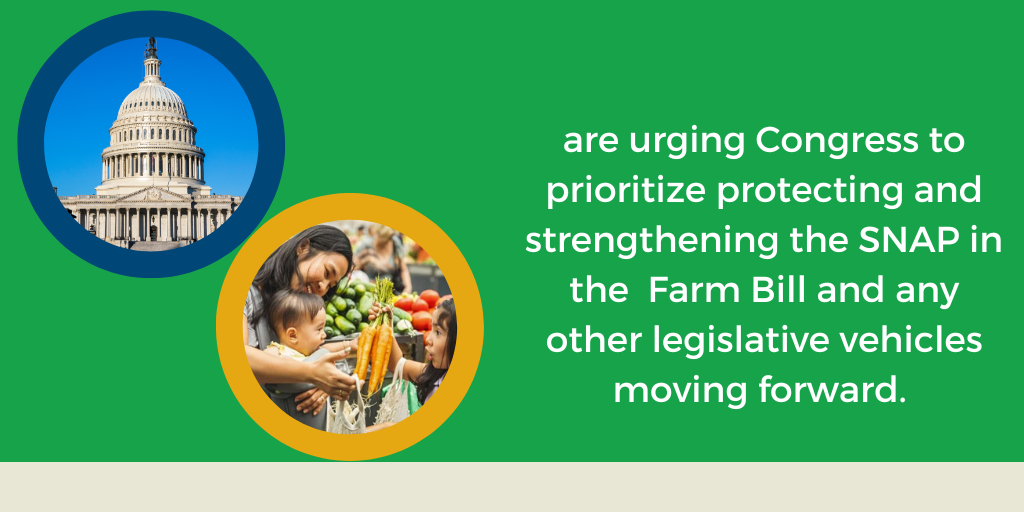 are urging Congress to
prioritize protecting and
strengthening the SNAP in
the  Farm Bill and any
other legislative vehicles
moving forward.